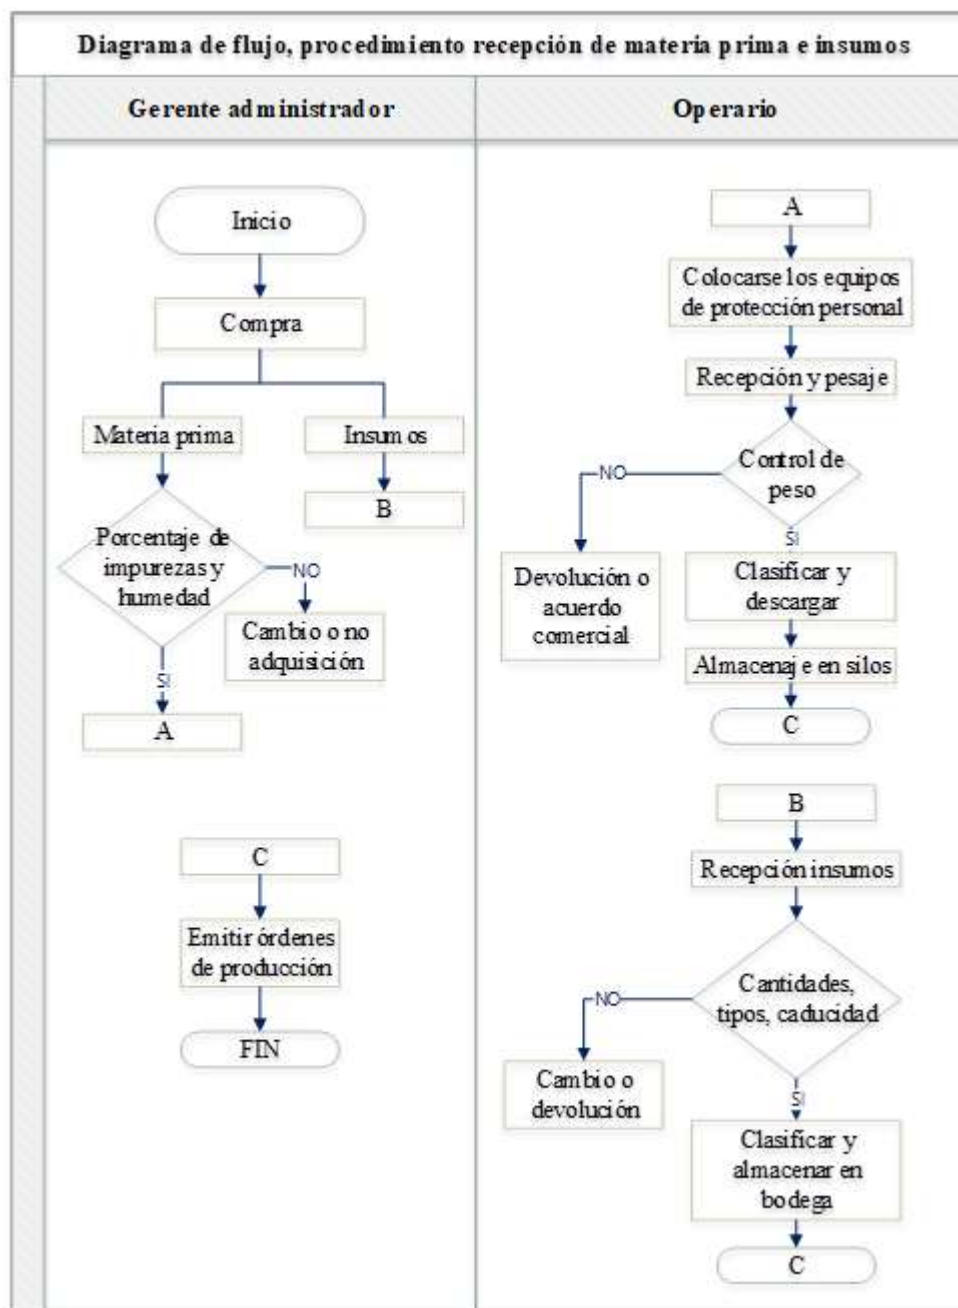 Diagrama de flujo, procedimiento recepción de materia prima e insumos
Gerente administrador
Operario
Inicio
Compra
Materia prima
Insumos
B
Porcentaje de
impurezas y
humedad
NO
Cambio o no
adquisición
SI
A
C
Emitir órdenes
de producción
FIN
A
Colocarse los equipos
de protección personal
Recepción y pesaje
Control de
peso
NO
Devolución o
acuerdo
comercial
SI
Clasificar y
descargar
Almacenaje en silos
C
B
Recepción insumos
Cantidades,
tipos, caducidad
NO
Cambio o
devolución
SI
Clasificar y
almacenar en
bodega
C